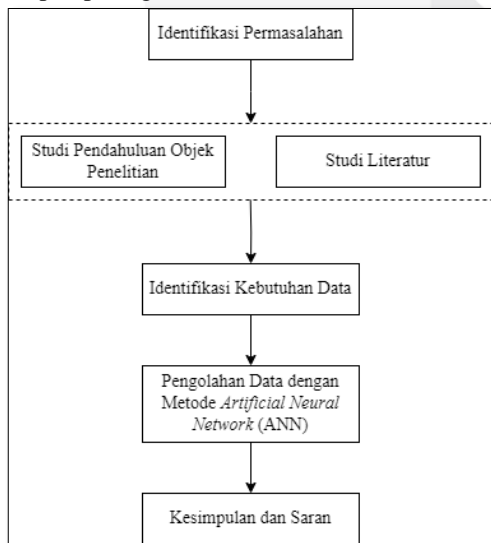 Identifikasi Permasalahan
Studi Pendahuluan Objek
Penelitian
Studi Literatur
Identifikasi Kebutuhan Data
Pengolahan Data dengan
Metode Artificial Neural
Network (ANN)
Kesimpulan dan Saran